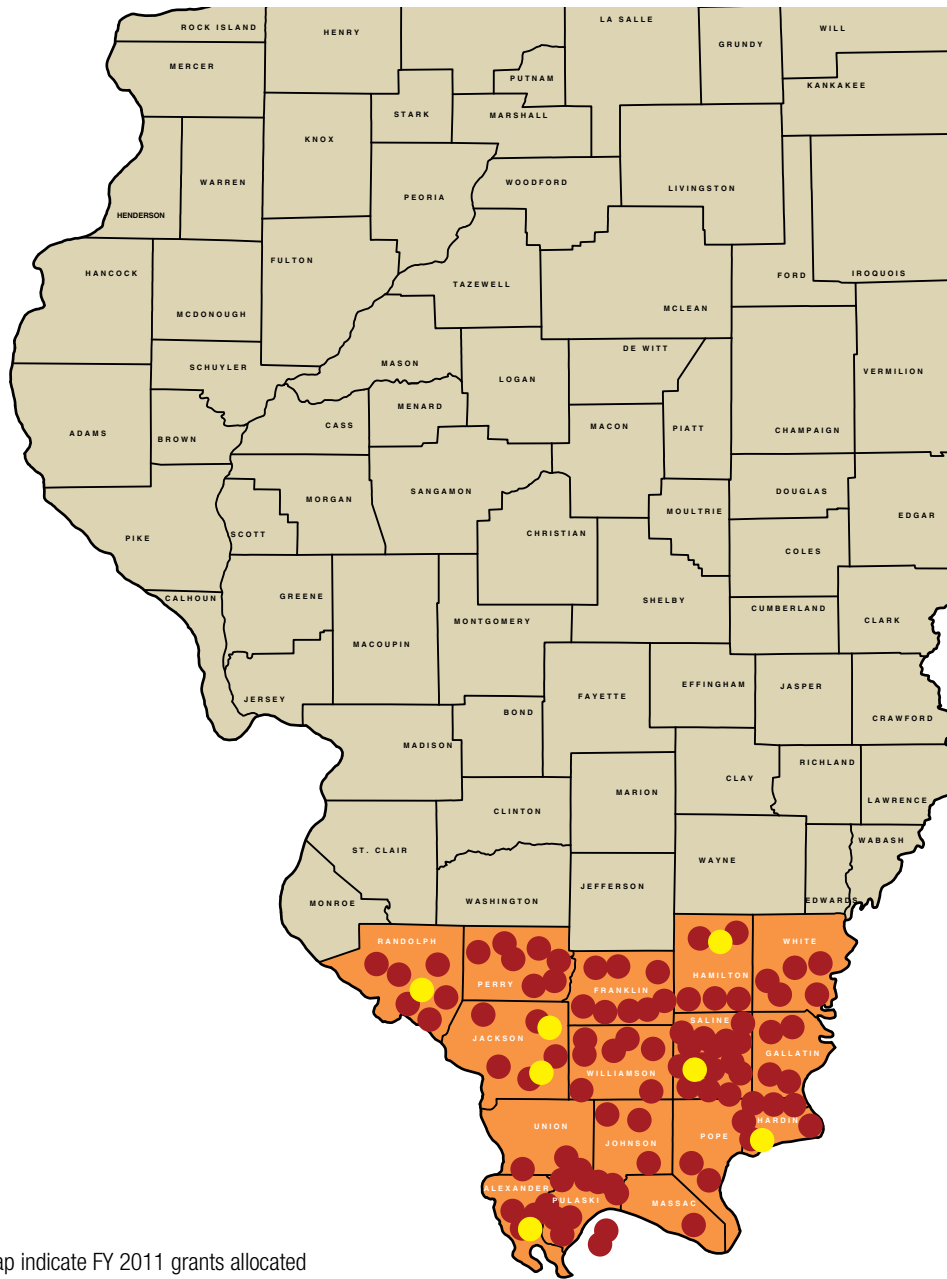 ROCK ISLAND
HENRY
LA SALLE
GRUNDY
WILL
MERCER
PUTNAM
KANKAKEE
STARK
MARSHALL
KNOX
WARREN
PEORIA
WOODFORD
LIVINGSTON
HENDERSON
HANCOCK
FULTON
TAZEWELL
FORD
IROQUOIS
MCDONOUGH
MCLEAN
SCHUYLER
MASON
LOGAN
DE WITT
VERMILION
MENARD
CASS
ADAMS
BROWN
MACON
PIATT
CHAMPAIGN
MORGAN
SANGAMON
DOUGLAS
MOULTRIE
EDGAR
PIKE
SCOTT
CHRISTIAN
COLES
CALHOUN
GREENE
SHELBY
CUMBERLAND
CLARK
MONTGOMERY
MACOUPIN
JERSEY
FAYETTE
EFFINGHAM
JASPER
BOND
CRAWFORD
MADISON
CLAY
RICHLAND
MARION
LAWRENCE
CLINTON
ST. CLAIR
WAYNE
WABASH
JEFFERSON
MONROE
WASHINGTON
EDWARDS
RANDOLPH
WHITE
PERRY
FRANKLIN
HAMILTON
JACKSON
SALINE
GALLATIN
WILLIAMSON
UNION
JOHNSON
POPE
HARDIN
ALEXANDER
PULASKI
MASSAC
ap indicate FY 2011 grants allocated